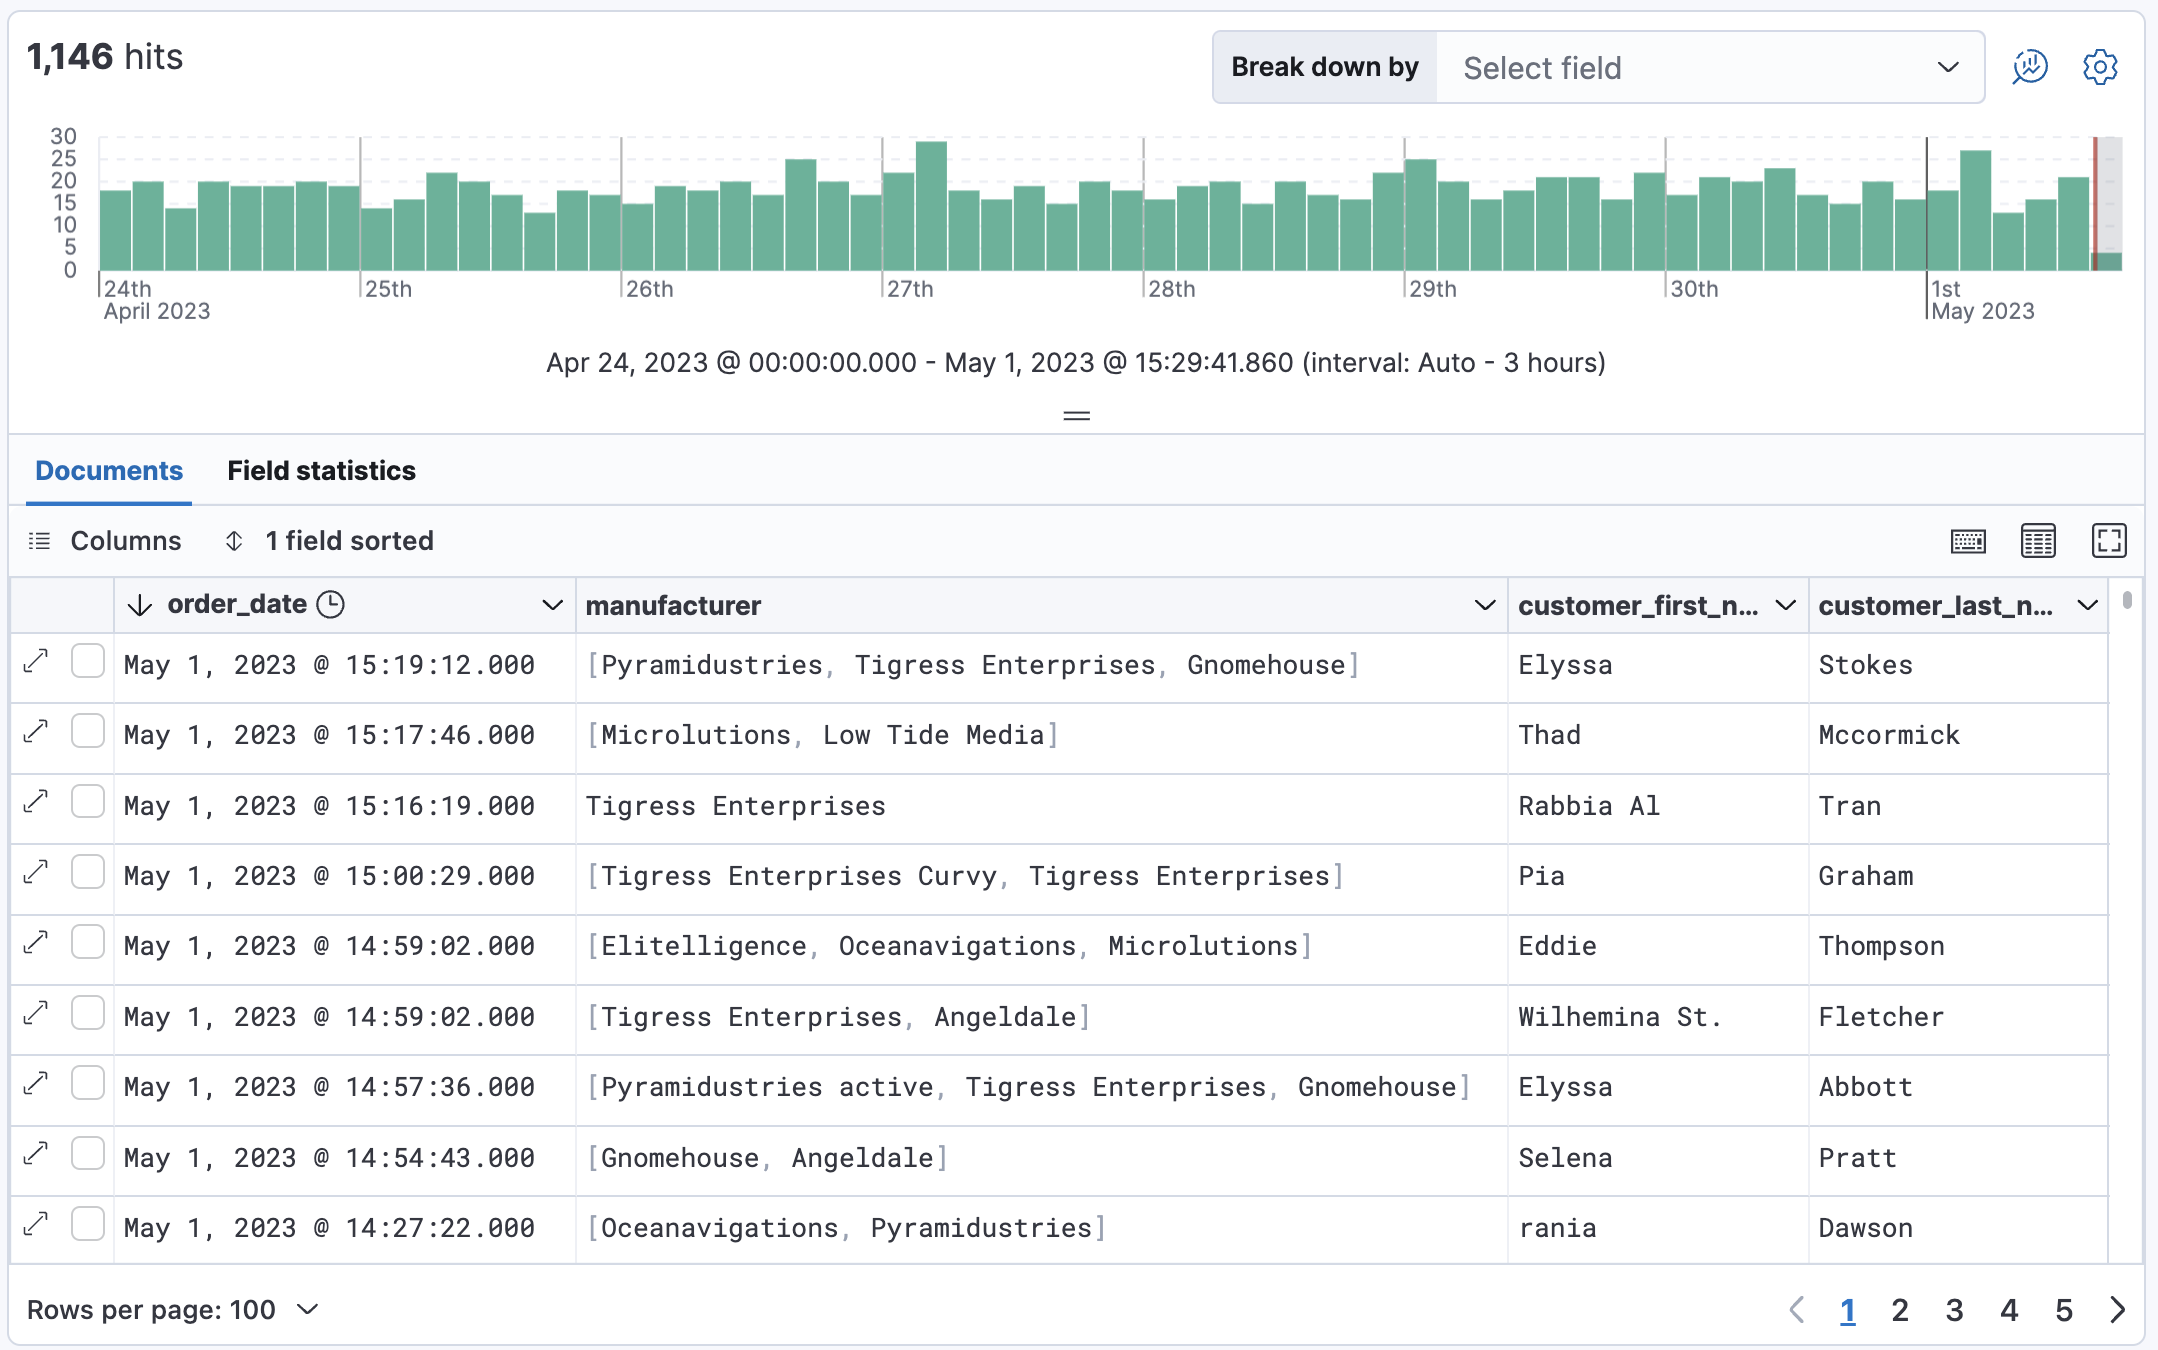 1,146 hits
Break down by Select field
30
25
20
15
10
5
0
24th 25th 26th 27th 28th 29th 30th 1st
April 2023 May 2023
Apr 24, 2023 @ 00:00:00.000 - May 1, 2023 @ 15:29:41.860 (interval: Auto - 3 hours)
Documents Field statistics
Columns 1 field sorted
order_date manufacturer customer_first_n... customer_last_n...
May 1, 2023 @ 15:19:12.000 [Pyramidustries, Tigress Enterprises, Gnomehouse] Elyssa Stokes
May 1, 2023 @ 15:17:46.000 [Microlutions, Low Tide Media] Thad Mccormick
May 1, 2023 @ 15:16:19.000 Tigress Enterprises Rabbia Al Tran
May 1, 2023 @ 15:00:29.000 [Tigress Enterprises Curvy, Tigress Enterprises] Pia Graham
May 1, 2023 @ 14:59:02.000 [Elitelligence, Oceanavigations, Microlutions] Eddie Thompson
May 1, 2023 @ 14:59:02.000 [Tigress Enterprises, Angeldale] Wilhemina St. Fletcher
May 1, 2023 @ 14:57:36.000 [Pyramidustries active, Tigress Enterprises, Gnomehouse] Elyssa Abbott
May 1, 2023 @ 14:54:43.000 [Gnomehouse, Angeldale] Selena Pratt
May 1, 2023 @ 14:27:22.000 [Oceanavigations, Pyramidustries] rania Dawson
Rows per page: 100 1 2 3 4 5